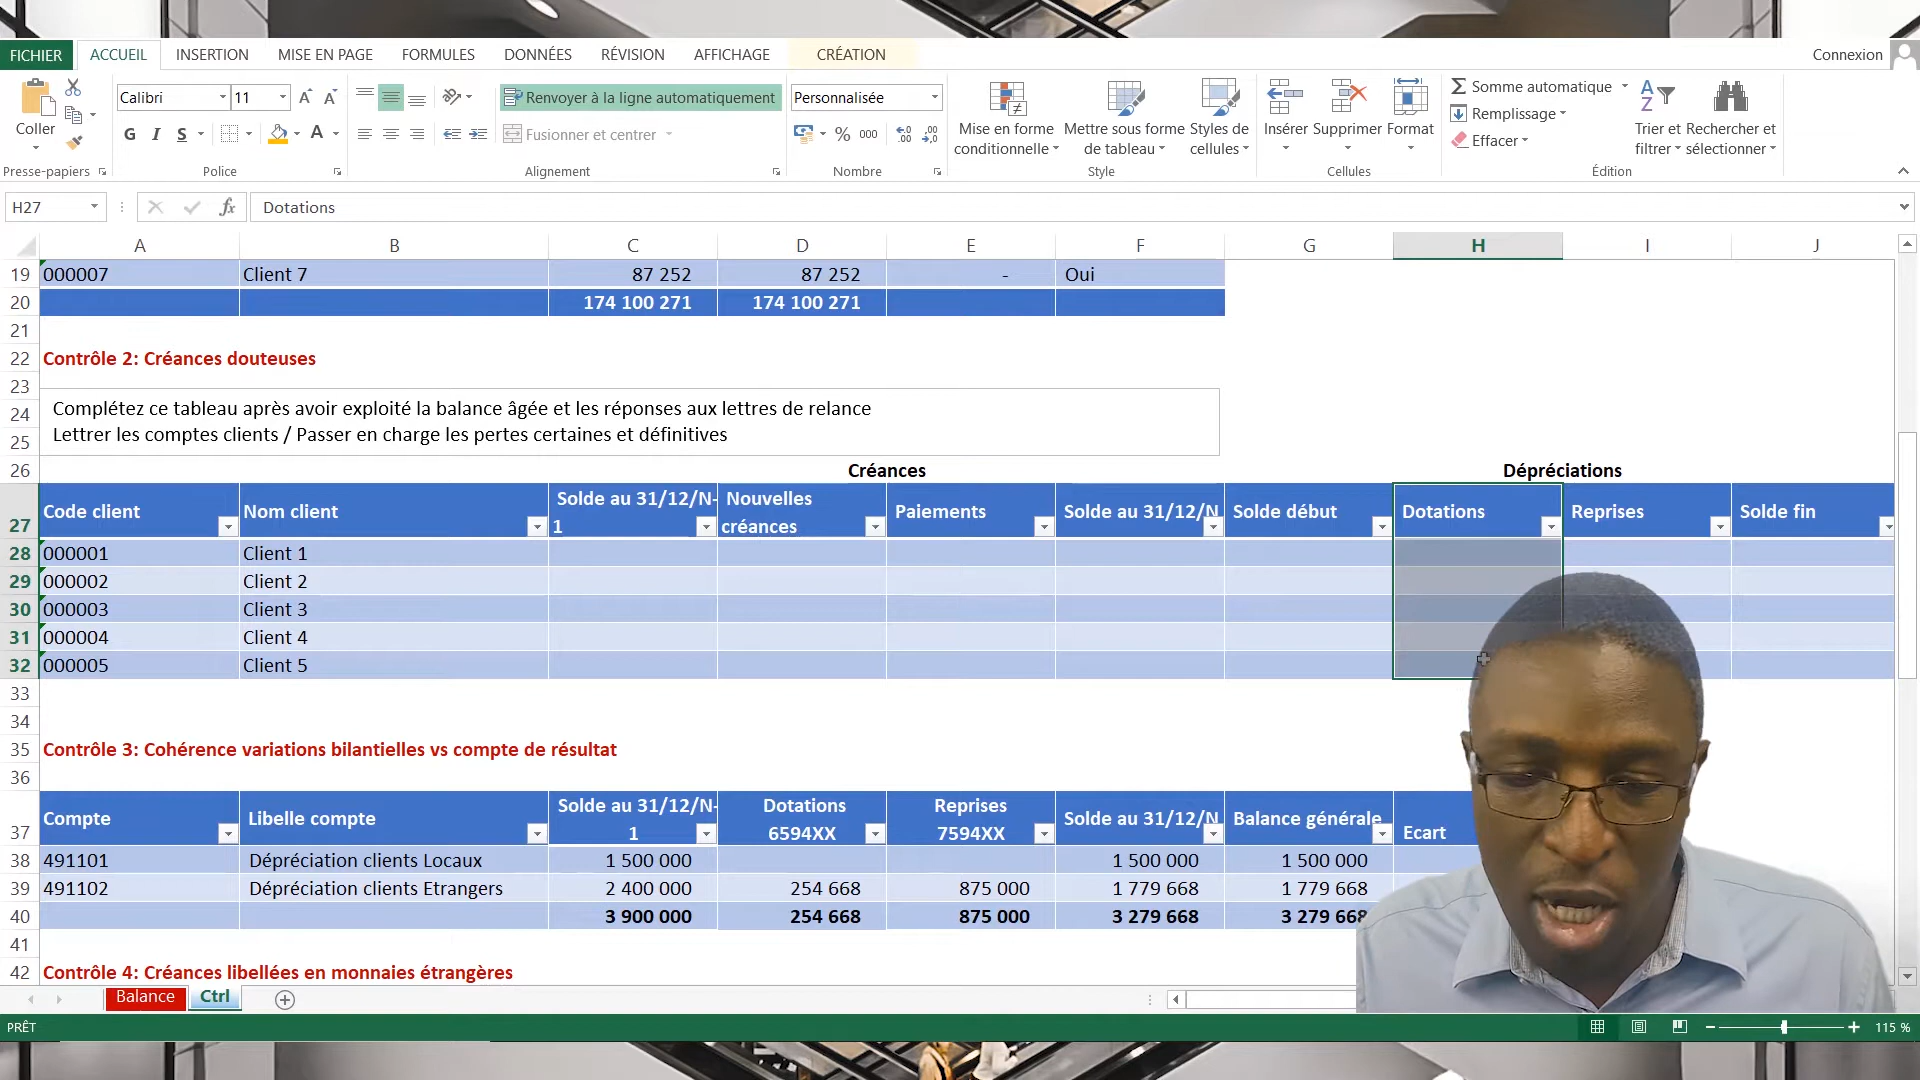 FICHIER ACCUEIL INSERTION MISE EN PAGE FORMULES DONNÉES RÉVISION AFFICHAGE CRÉATION Connexion
Coller
Presse-papiers
Calibri 11
G I S
Police
Renvoyer à la ligne automatiquement
Fusionner et centrer
Alignement
Personnalisée
% 000
Nombre
Mise en forme conditionnelle
Mettre sous forme de tableau
Styles de cellules
Style
Insérer Supprimer Format
Cellules
Somme automatique
Remplissage
Effacer
Trier et filtrer
Rechercher et sélectionner
Édition
H27 fx Dotations
A B C D E F G H I J
19 000007 Client 7 87 252 87 252 - Oui
20 174 100 271 174 100 271
21
22 Contrôle 2: Créances douteuses
23
24 Complétez ce tableau après avoir exploité la balance âgée et les réponses aux lettres de relance
25 Lettrer les comptes clients / Passer en charge les pertes certaines et définitives
26 Créances Dépréciations
27 Code client Nom client Solde au 31/12/N-1 Nouvelles créances Paiements Solde au 31/12/N Solde début Dotations Reprises Solde fin
28 000001 Client 1
29 000002 Client 2
30 000003 Client 3
31 000004 Client 4
32 000005 Client 5
33
34
35 Contrôle 3: Cohérence variations bilantielles vs compte de résultat
36
37 Compte Libelle compte Solde au 31/12/N-1 Dotations 6594XX Reprises 7594XX Solde au 31/12/N Balance générale Ecart
38 491101 Dépréciation clients Locaux 1 500 000 1 500 000 1 500 000
39 491102 Dépréciation clients Etrangers 2 400 000 254 668 875 000 1 779 668 1 779 668
40 3 900 000 254 668 875 000 3 279 668 3 279 668
41
42 Contrôle 4: Créances libellées en monnaies étrangères
Balance Ctrl
PRÊT 115 %